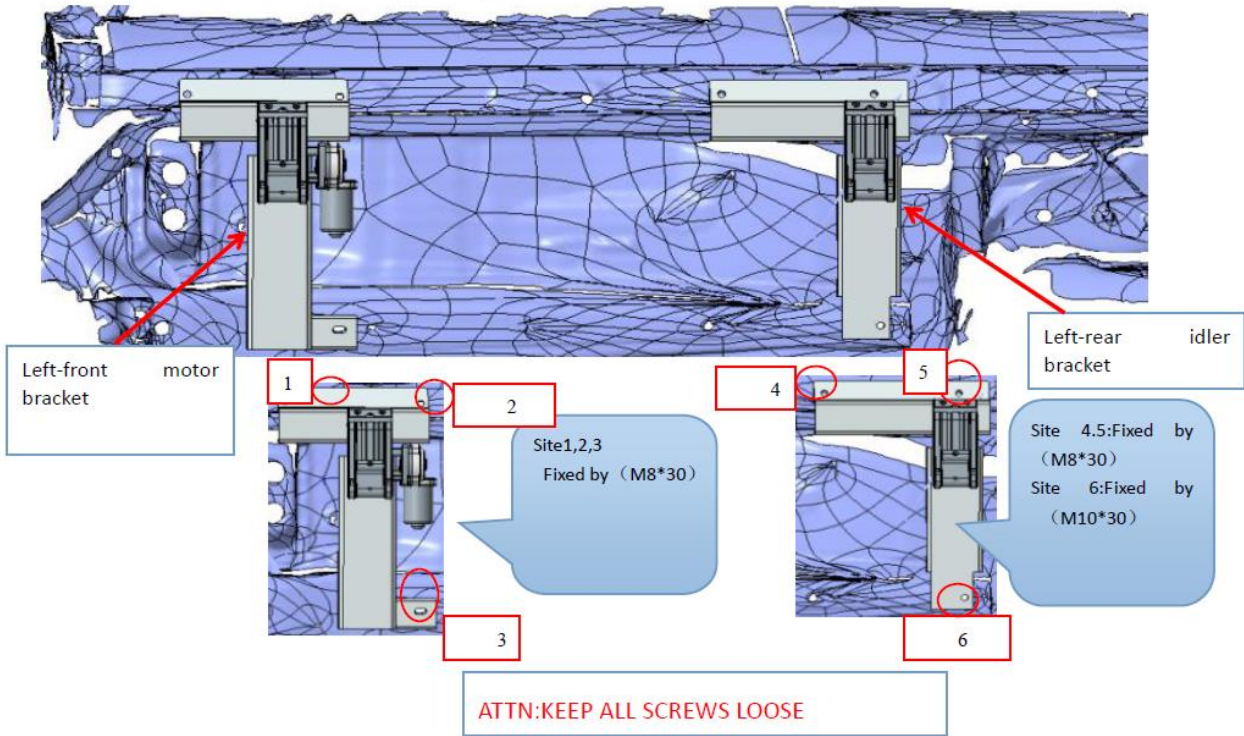 Left-front motor
bracket
Left-rear idler
bracket
1
2
3
Site1,2,3
Fixed by（M8*30）
4
5
6
Site 4.5:Fixed by
（M8*30）
Site 6:Fixed by
（M10*30）
ATTN:KEEP ALL SCREWS LOOSE